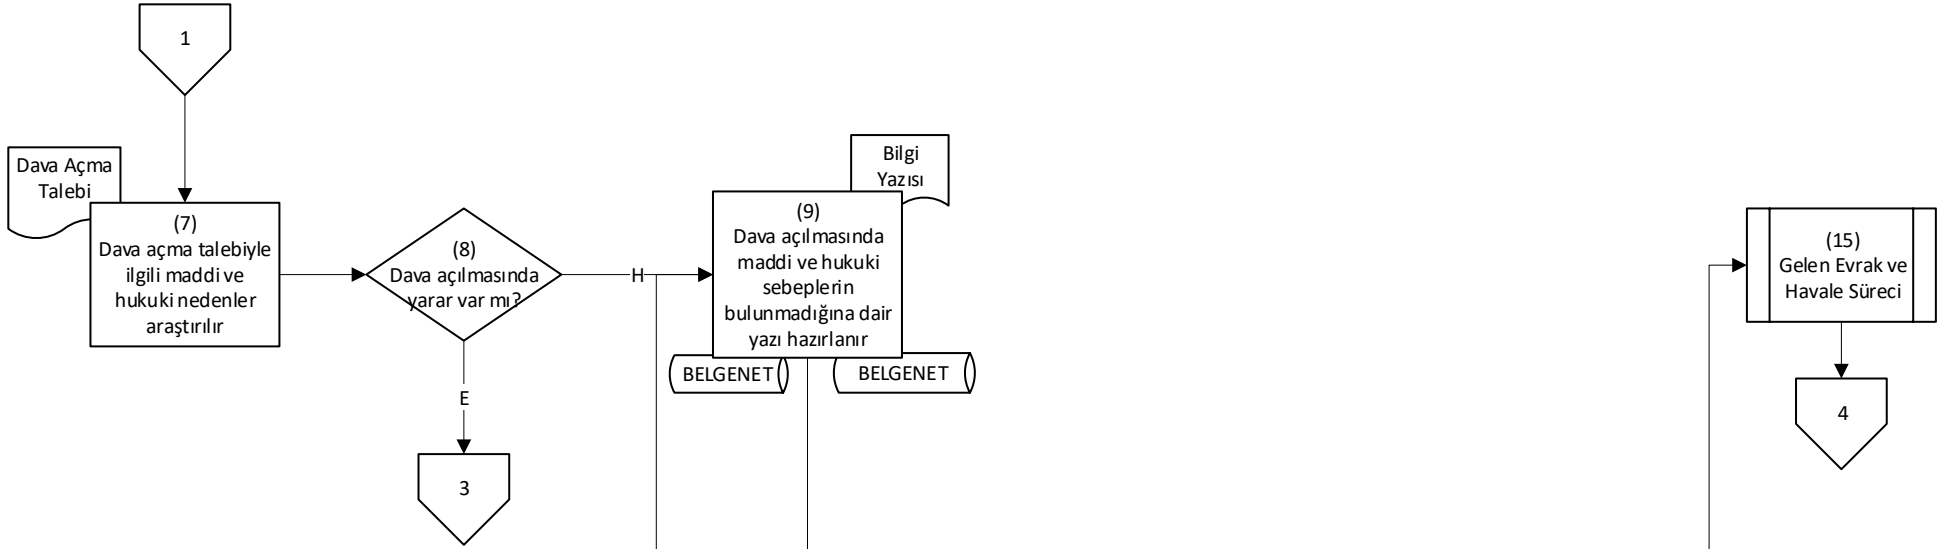 1
Dava Açma
Talebi
(7)
Dava açma talebiyle
ilgili maddi ve
hukuki nedenler
araştırılır
(8)
Dava açılmasında
yarar var mı?
H
E
3
Bilgi
Yazısı
(9)
Dava açılmasında
maddi ve hukuki
sebeplerin
bulunmadığına dair
yazı hazırlanır
BELGENET
BELGENET
(15)
Gelen Evrak ve
Havale Süreci
4